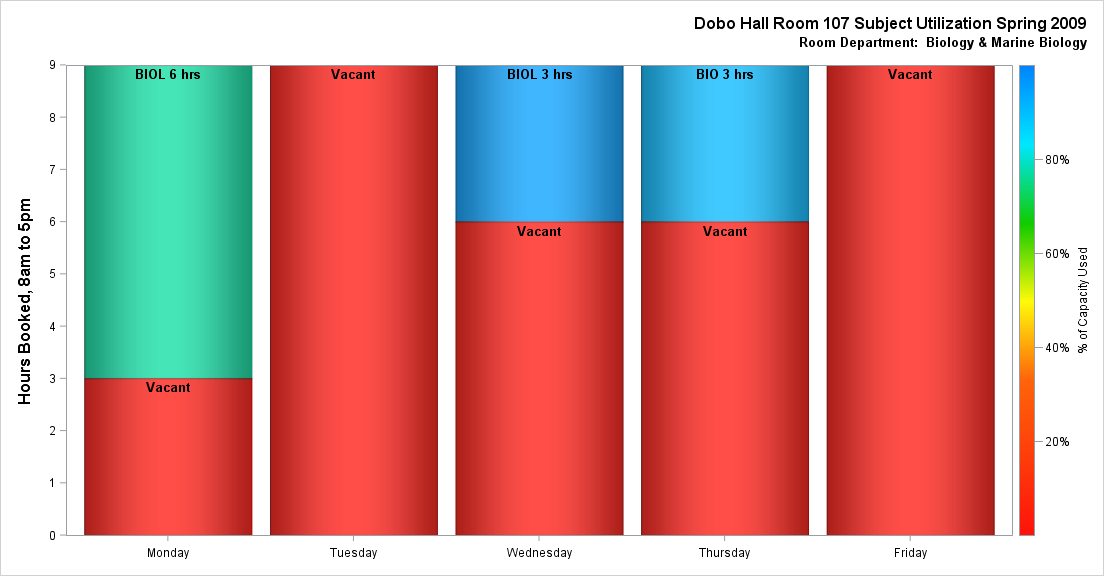 Dobo Hall Room 107 Subject Utilization Spring 2009
Room Department: Biology & Marine Biology
Hours Booked, 8am to 5pm
9
8
7
6
5
4
3
2
1
0
BIOL 6 hrs
Vacant
Vacant
BIOL 3 hrs
Vacant
BIO 3 hrs
Vacant
Vacant
Monday
Tuesday
Wednesday
Thursday
Friday
80%
60%
40%
20%
% of Capacity Used